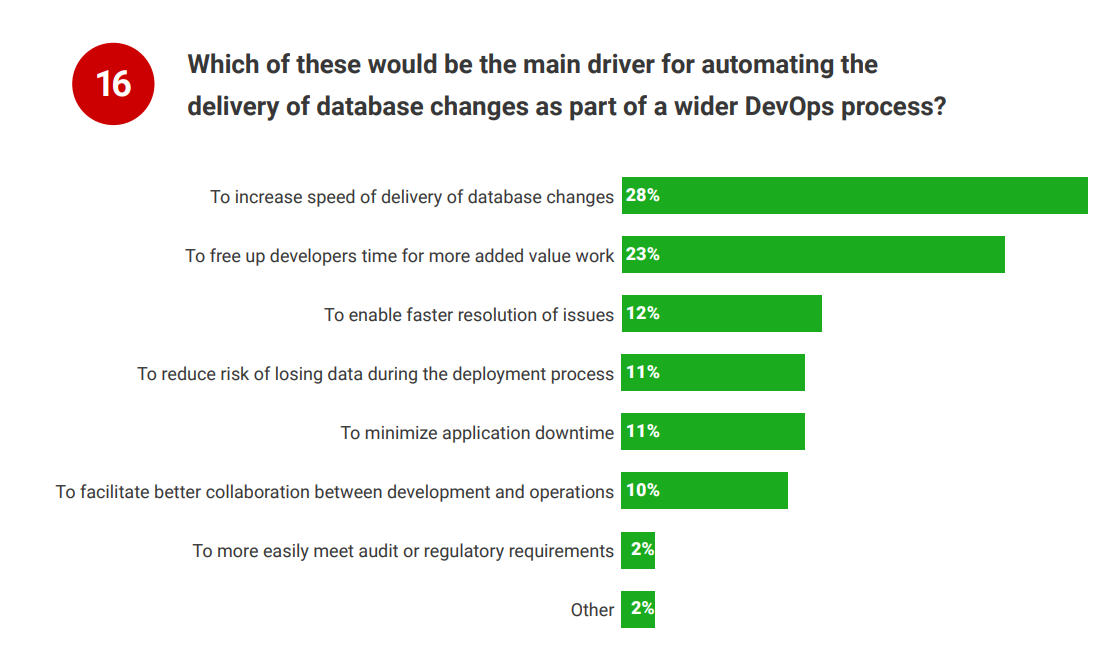 16
Which of these would be the main driver for automating the
delivery of database changes as part of a wider DevOps process?
To increase speed of delivery of database changes 28%
To free up developers time for more added value work 23%
To enable faster resolution of issues 12%
To reduce risk of losing data during the deployment process 11%
To minimize application downtime 11%
To facilitate better collaboration between development and operations 10%
To more easily meet audit or regulatory requirements 2%
Other 2%